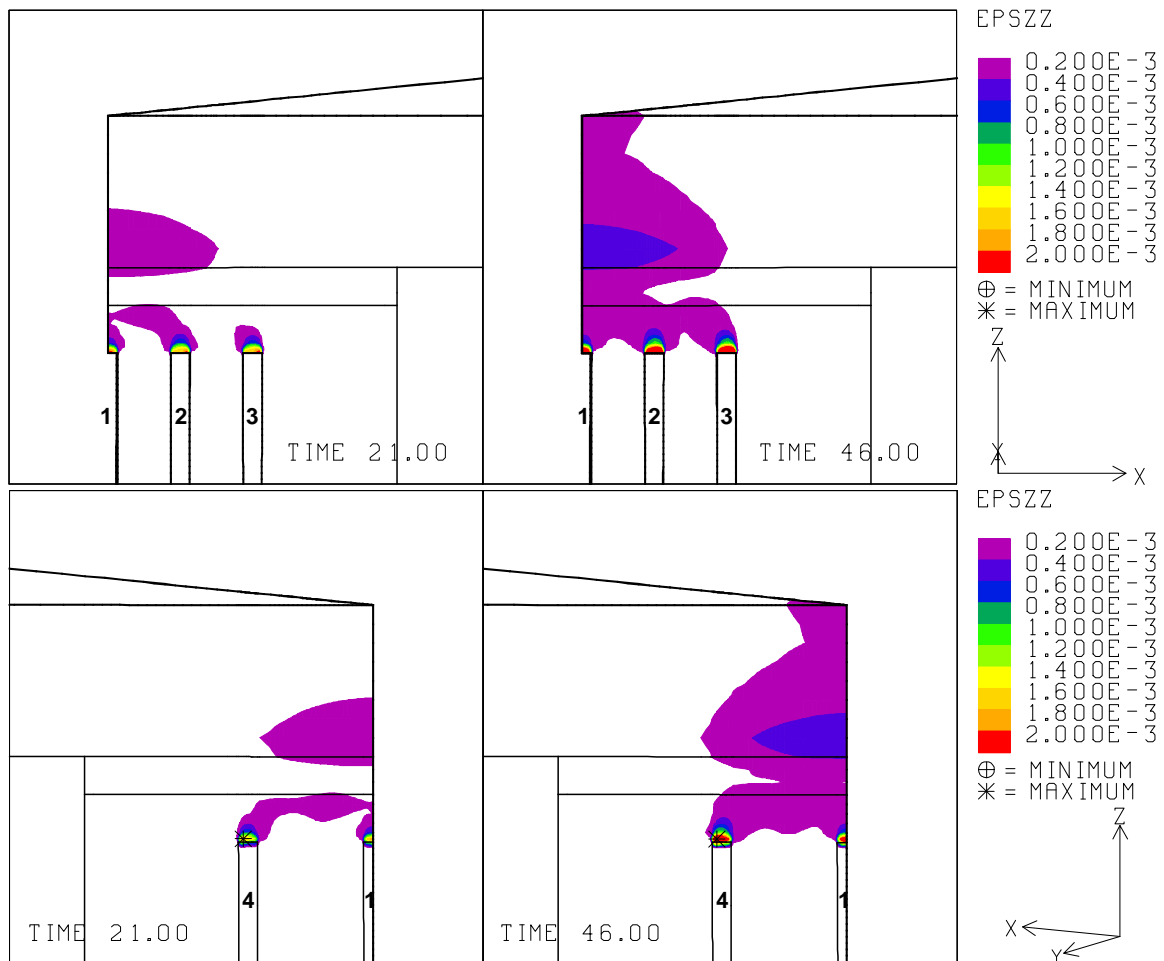 EPSZZ
0.200E-3
0.400E-3
0.600E-3
0.800E-3
1.000E-3
1.200E-3
1.400E-3
1.600E-3
1.800E-3
2.000E-3
⊕ = MINIMUM
✳ = MAXIMUM
Z
Y
X
1 2 3
TIME 21.00
1 2 3
TIME 46.00
EPSZZ
0.200E-3
0.400E-3
0.600E-3
0.800E-3
1.000E-3
1.200E-3
1.400E-3
1.600E-3
1.800E-3
2.000E-3
⊕ = MINIMUM
✳ = MAXIMUM
Z
X
Y
4 1
TIME 21.00
4 1
TIME 46.00